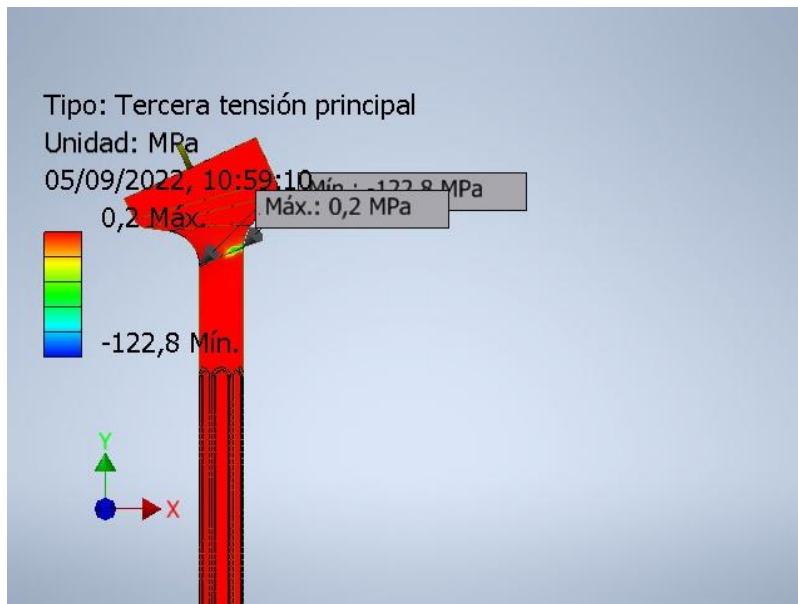 Tipo: Tercera tensión principal
Unidad: MPa
05/09/2022, 10:59:10
Mín.: -122,8 MPa
0,2 Máx.
Máx.: 0,2 MPa
-122,8 Mín.
Y
X